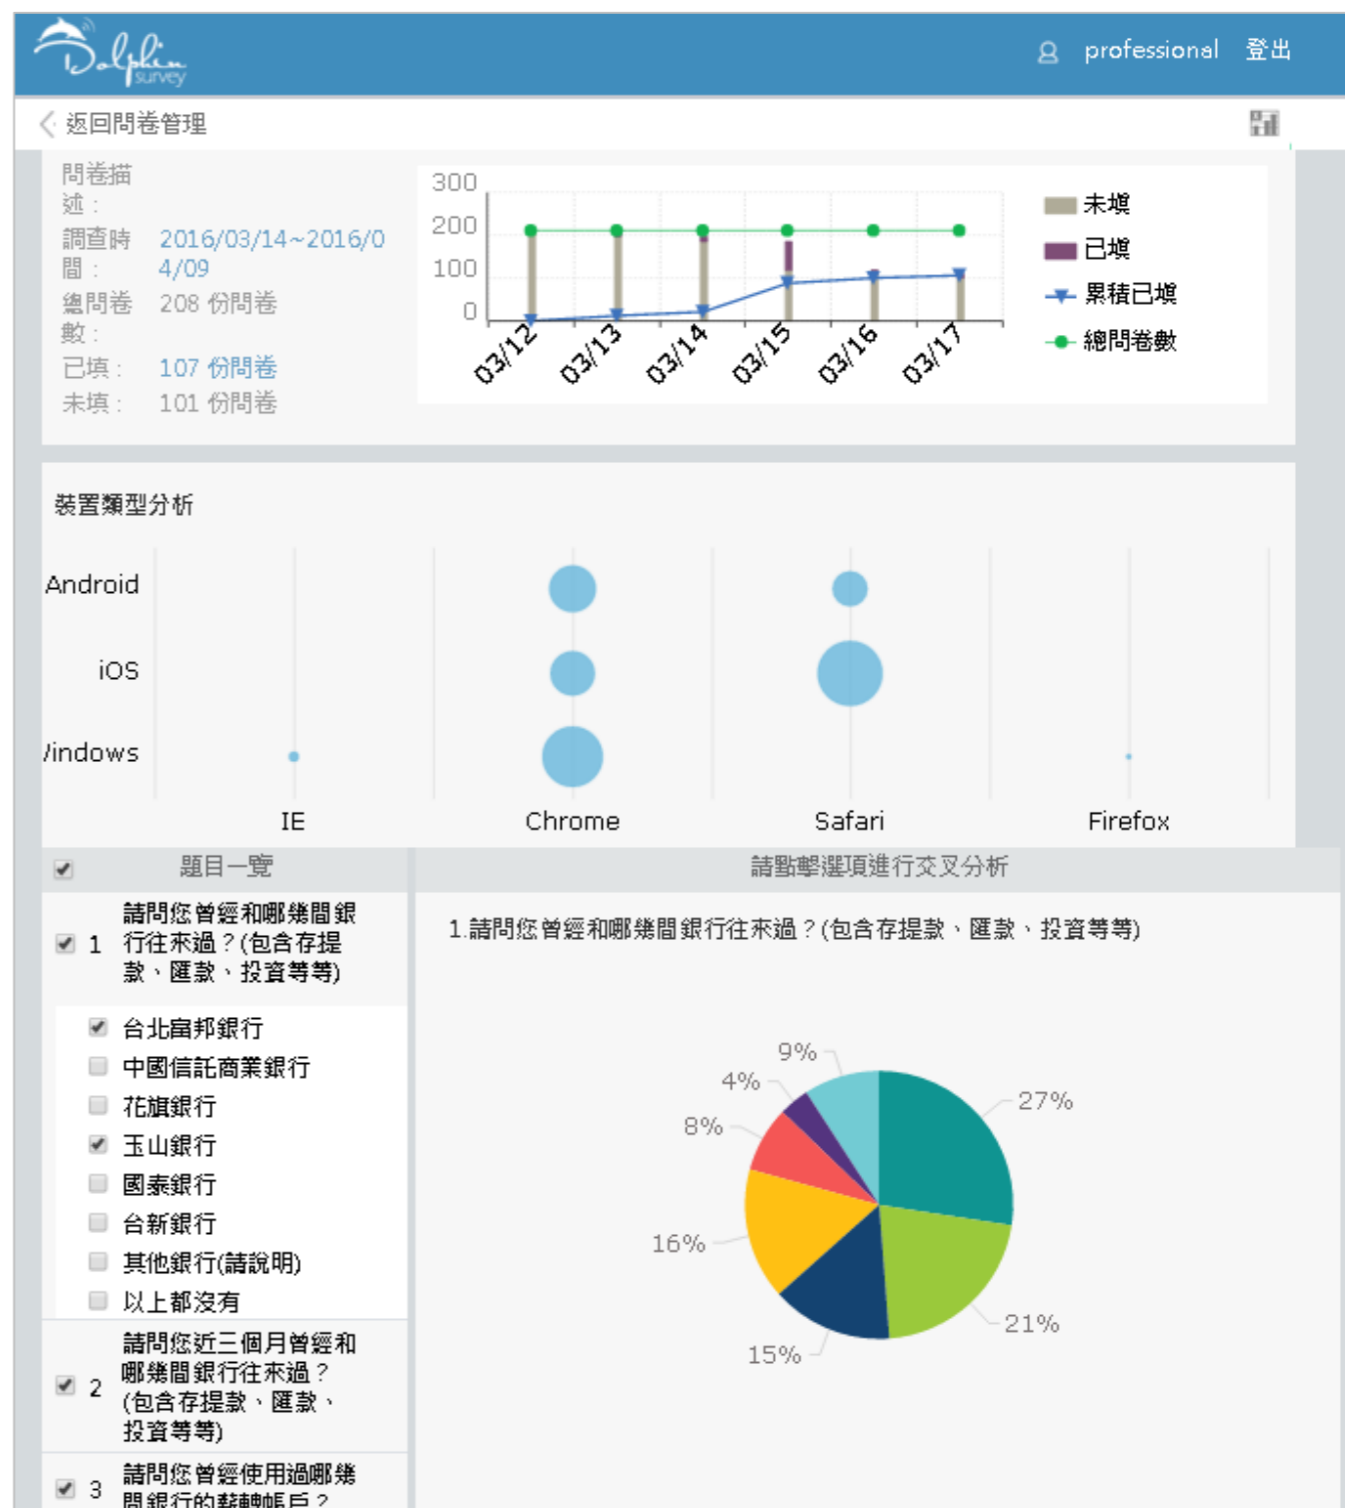 Dolphin
survey
professional 登出
返回問卷管理
問卷描
述：
調查時
間：
2016/03/14~2016/0
4/09
總問卷
數：
208 份問卷
已填： 107 份問卷
未填： 101 份問卷
300
200
100
0
03/12 03/13 03/14 03/15 03/16 03/17
未填
已填
累積已填
總問卷數
裝置類型分析
Android
iOS
Vindows
IE Chrome Safari Firefox
題目一覽
請點擊選項進行交叉分析
1 請問您曾經和哪幾間銀
行往來過？(包含存提
款、匯款、投資等等)
台北富邦銀行
中國信託商業銀行
花旗銀行
玉山銀行
國泰銀行
台新銀行
其他銀行(請說明)
以上都沒有
2 請問您近三個月曾經和
哪幾間銀行往來過？
(包含存提款、匯款、
投資等等)
3 請問您曾經使用過哪幾
間銀行的薪轉帳戶？
1.請問您曾經和哪幾間銀行往來過？(包含存提款、匯款、投資等等)
9%
4%
8%
16%
15%
21%
27%